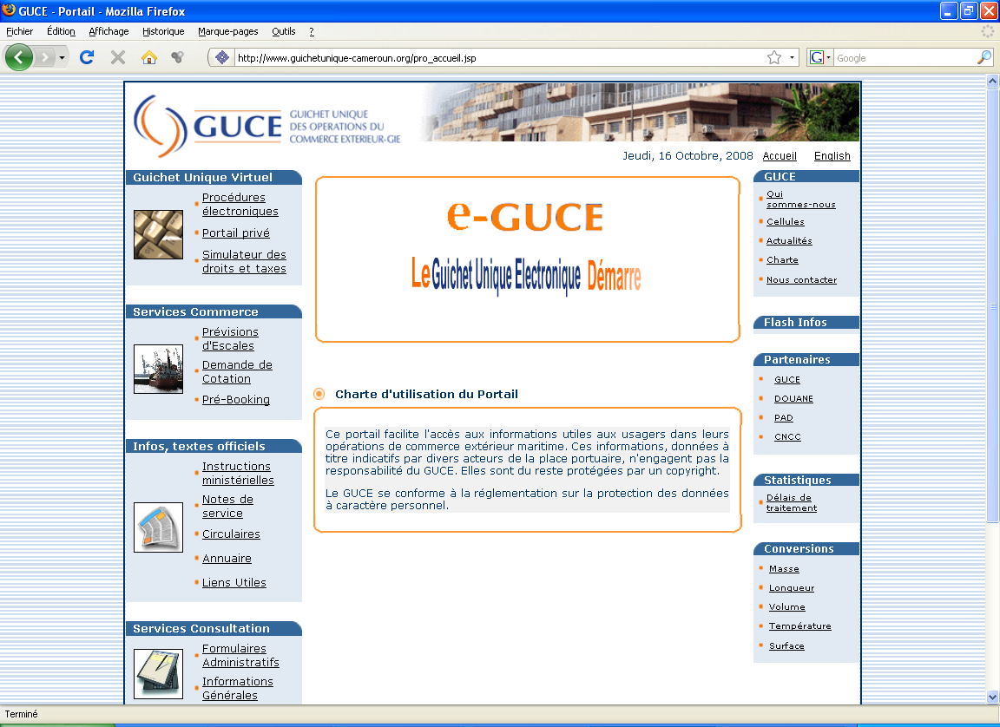 GUCE - Portail - Mozilla Firefox
Fichier Édition Affichage Historique Marque-pages Outils ?
http://www.guichetunique-cameroun.org/pro_accueil.jsp
G Google
GUCE
GUICHET UNIQUE
DES OPERATIONS DU
COMMERCE EXTERIEUR-GIE
Jeudi, 16 Octobre, 2008 Accueil English
Guichet Unique Virtuel
Procédures
électroniques
Portail privé
Simulateur des
droits et taxes
Services Commerce
Prévisions
d'Escales
Demande de
Cotation
Pré-Booking
Infos, textes officiels
Instructions
ministérielles
Notes de
service
Circulaires
Annuaire
Liens Utiles
Services Consultation
Formulaires
Administratifs
Informations
Générales
e-GUCE
Le Guichet Unique Electronique Démarre
Charte d'utilisation du Portail
Ce portail facilite l'accès aux informations utiles aux usagers dans leurs
opérations de commerce extérieur maritime. Ces informations, données à
titre indicatifs par divers acteurs de la place portuaire, n'engagent pas la
responsabilité du GUCE. Elles sont du reste protégées par un copyright.
Le GUCE se conforme à la réglementation sur la protection des données
à caractère personnel.
GUCE
Qui
sommes-nous
Cellules
Actualités
Charte
Nous contacter
Flash Infos
Partenaires
GUCE
DOUANE
PAD
CNCC
Statistiques
Délais de
traitement
Conversions
Masse
Longueur
Volume
Température
Surface
Terminé